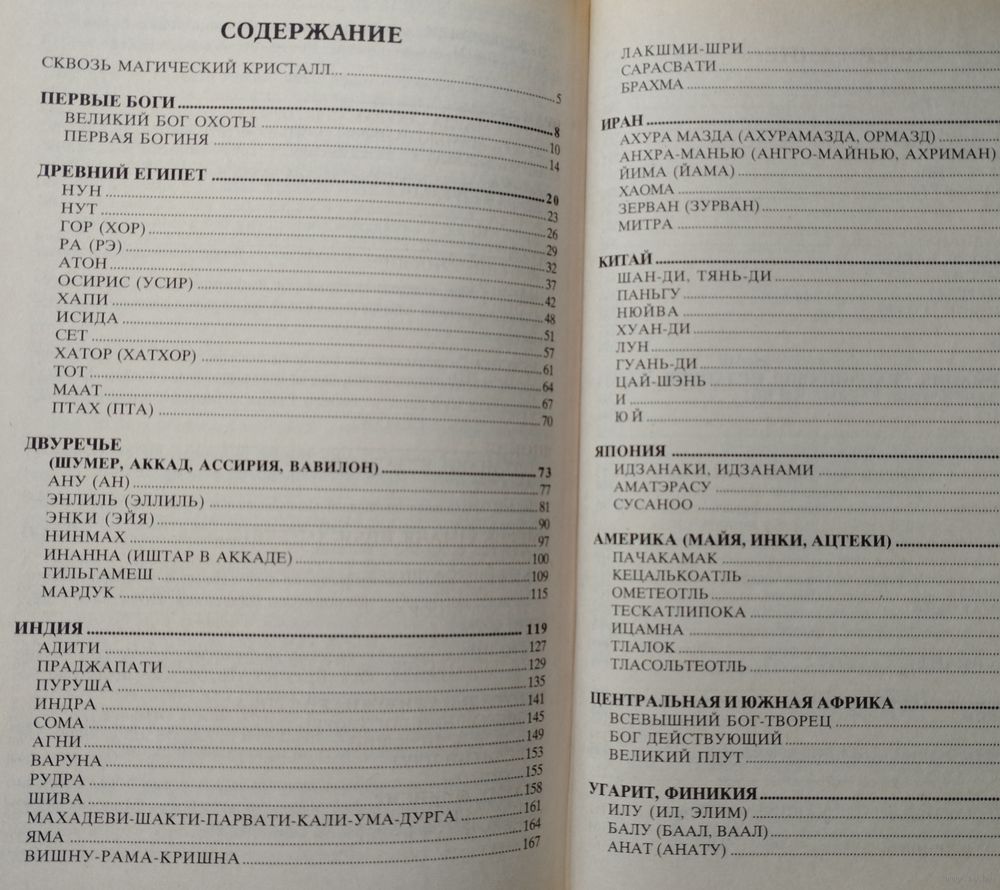 СОДЕРЖАНИЕ
СКВОЗЬ МАГИЧЕСКИЙ КРИСТАЛЛ... 5
ПЕРВЫЕ БОГИ 8
ВЕЛИКИЙ БОГ ОХОТЫ 10
ПЕРВАЯ БОГИНЯ 14
ДРЕВНИЙ ЕГИПЕТ 20
НУН 23
НУТ 26
ГОР (ХОР) 29
РА (РЭ) 32
АТОН 37
ОСИРИС (УСИР) 42
ХАПИ 48
ИСИДА 51
СЕТ 57
ХАТОР (ХАТХОР) 61
ТОТ 64
МААТ 67
ПТАХ (ПТА) 70
ДВУРЕЧЬЕ
(ШУМЕР, АККАД, АССИРИЯ, ВАВИЛОН) 73
АНУ (АН) 77
ЭНЛИЛЬ (ЭЛЛИЛЬ) 81
ЭНКИ (ЭЙЯ) 90
НИНМАХ 97
ИНАННА (ИШТАР В АККАДЕ) 100
ГИЛЬГАМЕШ 109
МАРДУК 115
ИНДИЯ 119
АДИТИ 127
ПРАДЖАПАТИ 129
ПУРУША 135
ИНДРА 141
СОМА 145
АГНИ 149
ВАРУНА 153
РУДРА 155
ШИВА 158
МАХАДЕВИ-ШАКТИ-ПАРВАТИ-КАЛИ-УМА-ДУРГА 161
ЯМА 164
ВИШНУ-РАМА-КРИШНА 167
ЛАКШМИ-ШРИ
САРАСВАТИ
БРАХМА
ИРАН
АХУРА МАЗДА (АХУРАМАЗДА, ОРМАЗД)
АНХРА-МАНЬЮ (АНГРО-МАЙНЬЮ, АХРИМАН)
ЙИМА (ЙАМА)
ХАОМА
ЗЕРВАН (ЗУРВАН)
МИТРА
КИТАЙ
ШАН-ДИ, ТЯНЬ-ДИ
ПАНЬГУ
НЮЙВА
ХУАН-ДИ
ЛУН
ГУАНЬ-ДИ
ЦАЙ-ШЭНЬ
И
ЮЙ
ЯПОНИЯ
ИДЗАНАКИ, ИДЗАНАМИ
АМАТЭРАСУ
СУСАНОО
АМЕРИКА (МАЙЯ, ИНКИ, АЦТЕКИ)
ПАЧАКАМАК
КЕЦАЛЬКОАТЛЬ
ОМЕТЕОТЛЬ
ТЕСКАТЛИПОКА
ИЦАМНА
ТЛАЛОК
ТЛАСОЛЬТЕОТЛЬ
ЦЕНТРАЛЬНАЯ И ЮЖНАЯ АФРИКА
ВСЕВЫШНИЙ БОГ-ТВОРЕЦ
БОГ ДЕЙСТВУЮЩИЙ
ВЕЛИКИЙ ПЛУТ
УГАРИТ, ФИНИКИЯ
ИЛУ (ИЛ, ЭЛИМ)
БАЛУ (БААЛ, ВААЛ)
АНАТ (АНАТУ)